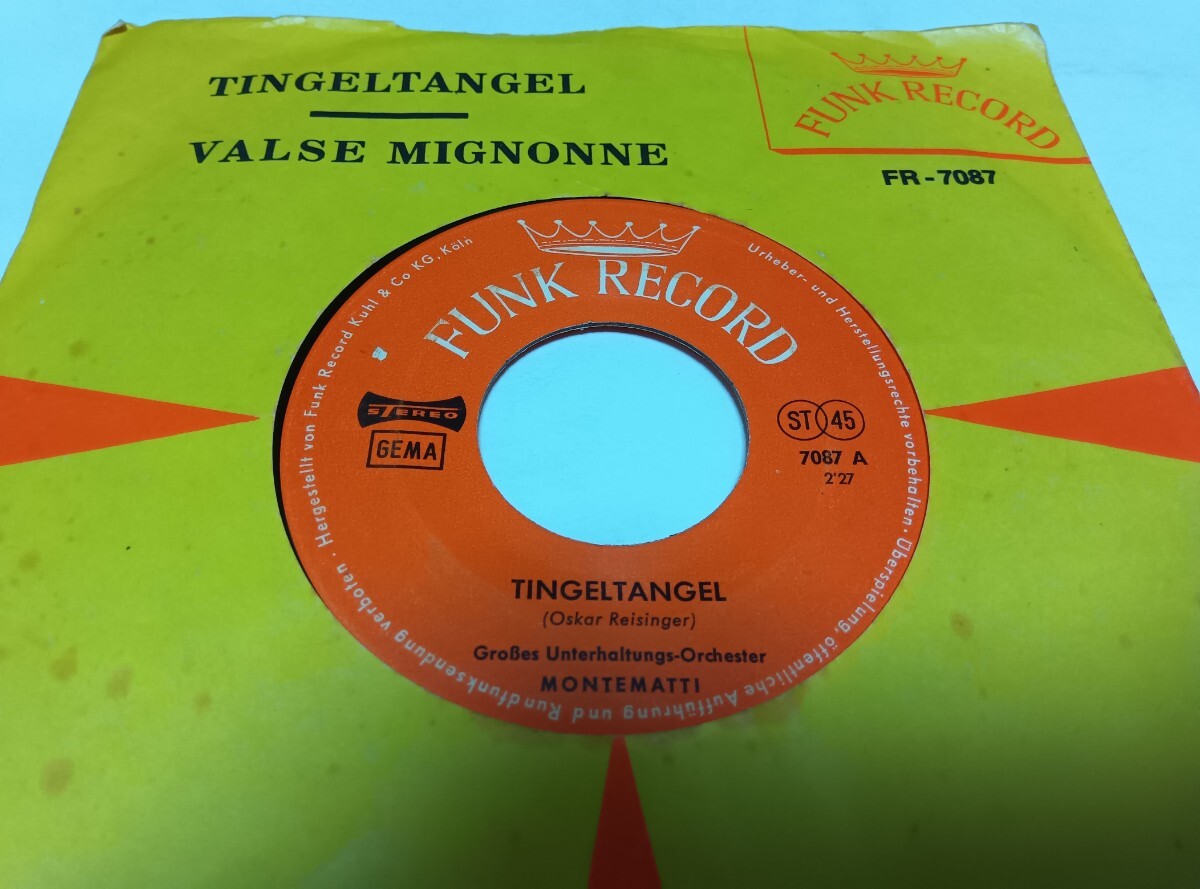 TINGELTANGEL
VALSE MIGNONNE
FUNK RECORD
FR-7087
FUNK RECORD
Hergestellt von Funk Record Kuhl & Co KG, Köln
Urheber- und Herstellungsrechte vorbehalten · Überspielung, öffentliche Aufführung und Rundfunksendung verboten ·
STEREO
GEMA
ST 45
7087 A
2'27
TINGELTANGEL
(Oskar Reisinger)
Großes Unterhaltungs-Orchester
MONTEMATTI